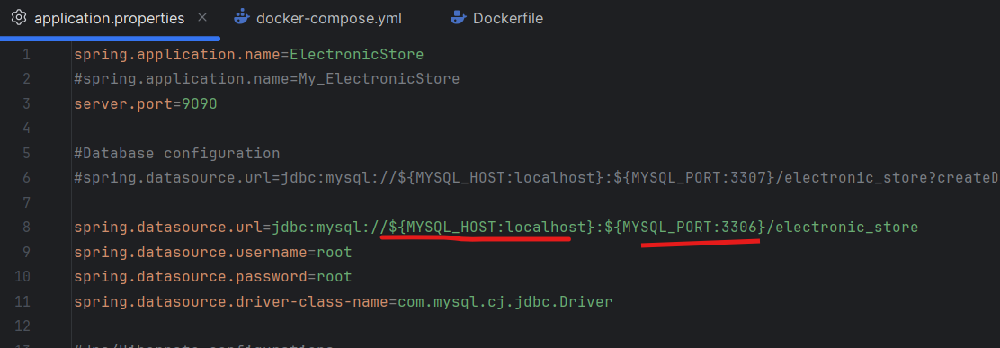 application.properties × docker-compose.yml Dockerfile
1 spring.application.name=ElectronicStore
2 #spring.application.name=My_ElectronicStore
3 server.port=9090
4
5 #Database configuration
6 #spring.datasource.url=jdbc:mysql://${MYSQL_HOST:localhost}:${MYSQL_PORT:3307}/electronic_store?createD
7
8 spring.datasource.url=jdbc:mysql://${MYSQL_HOST:localhost}:${MYSQL_PORT:3306}/electronic_store
9 spring.datasource.username=root
10 spring.datasource.password=root
11 spring.datasource.driver-class-name=com.mysql.cj.jdbc.Driver
12